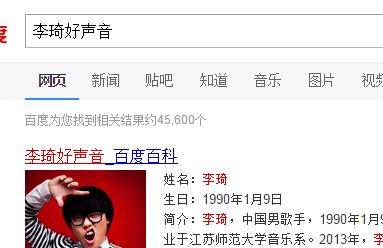 度
李琦好声音
网页 新闻 贴吧 知道 音乐 图片 视频
百度为您找到相关结果约45,600个
李琦好声音_百度百科
姓名：李琦
生日：1990年1月9日
简介：李琦，中国男歌手，1990年
业于江苏师范大学音乐系。2013年，李